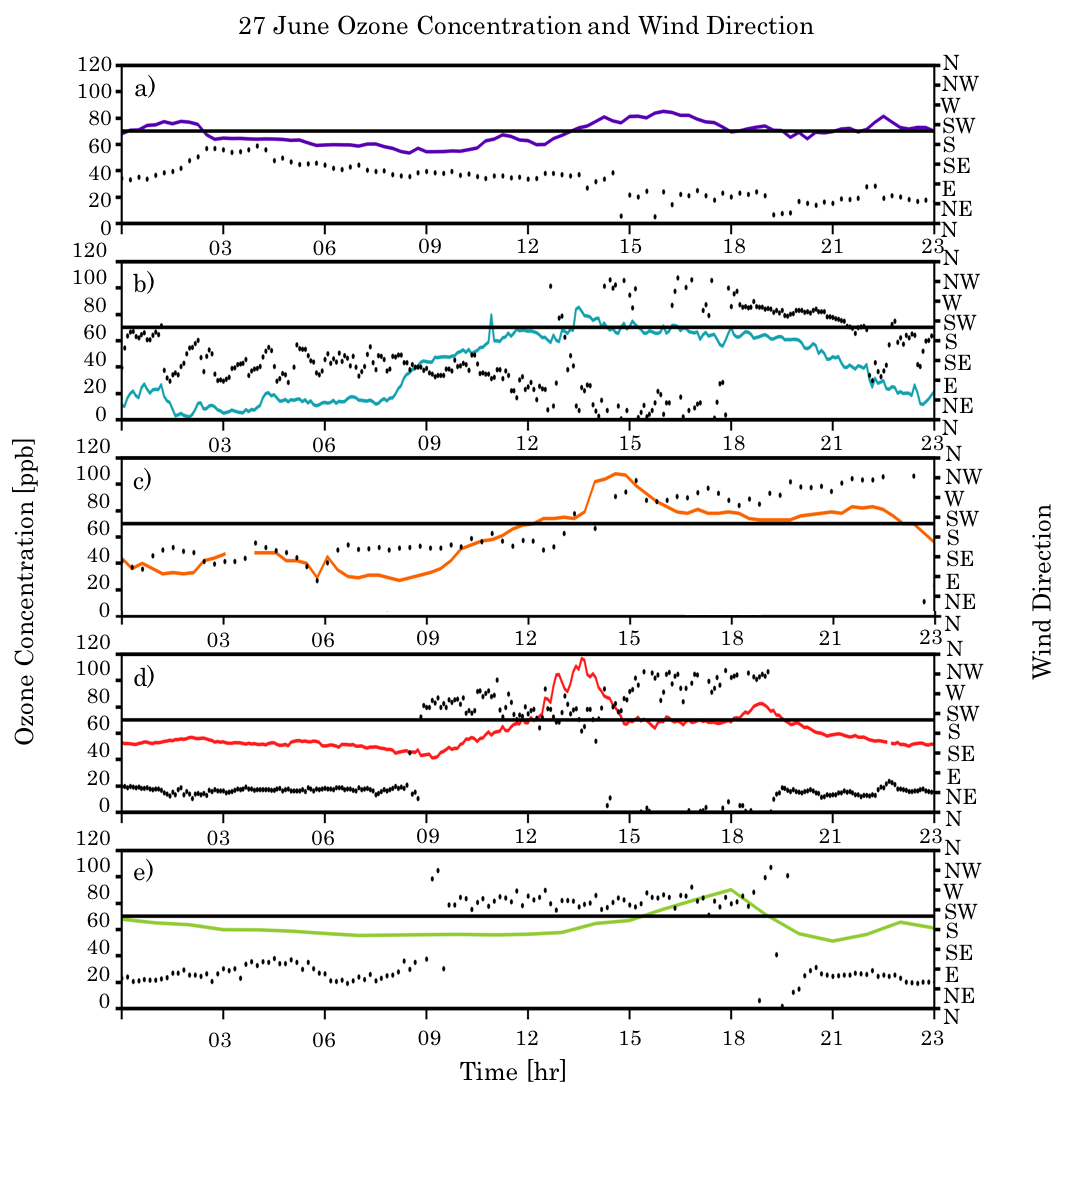 27 June Ozone Concentration and Wind Direction
a)
120
100
80
60
40
20
0
N
NW
W
SW
S
SE
E
NE
N
03 06 09 12 15 18 21 23
b)
120
100
80
60
40
20
0
N
NW
W
SW
S
SE
E
NE
N
03 06 09 12 15 18 21 23
c)
120
100
80
60
40
20
0
N
NW
W
SW
S
SE
E
NE
N
03 06 09 12 15 18 21 23
d)
120
100
80
60
40
20
0
N
NW
W
SW
S
SE
E
NE
N
03 06 09 12 15 18 21 23
e)
120
100
80
60
40
20
0
N
NW
W
SW
S
SE
E
NE
N
03 06 09 12 15 18 21 23
Ozone Concentration [ppb]
Wind Direction
Time [hr]